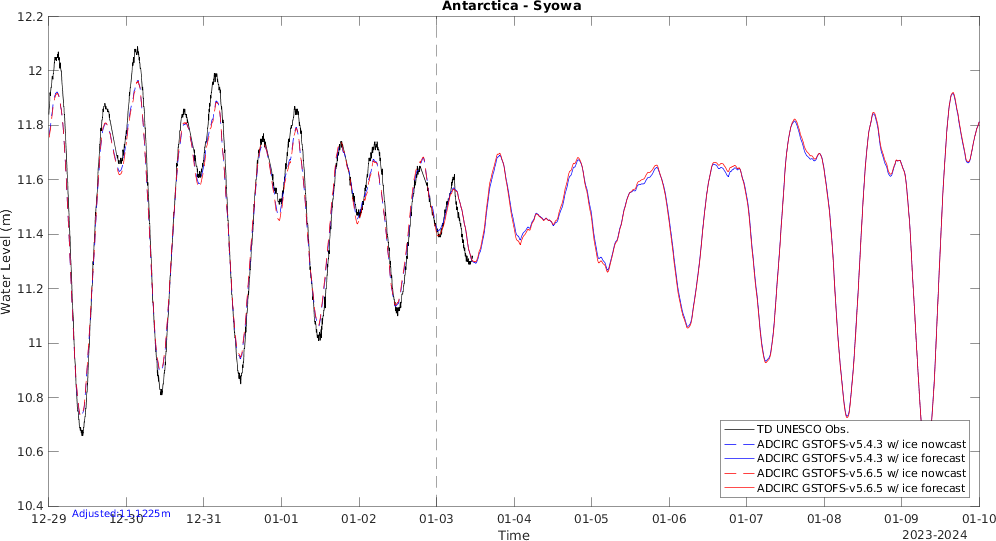 Antarctica - Syowa
Water Level (m)
12.2
12
11.8
11.6
11.4
11.2
11
10.8
10.6
10.4
12-29 12-30 12-31 01-01 01-02 01-03 01-04 01-05 01-06 01-07 01-08 01-09 01-10
Adjusted:11.1225m
Time
2023-2024
TD UNESCO Obs.
ADCIRC GSTOFS-v5.4.3 w/ ice nowcast
ADCIRC GSTOFS-v5.4.3 w/ ice forecast
ADCIRC GSTOFS-v5.6.5 w/ ice nowcast
ADCIRC GSTOFS-v5.6.5 w/ ice forecast